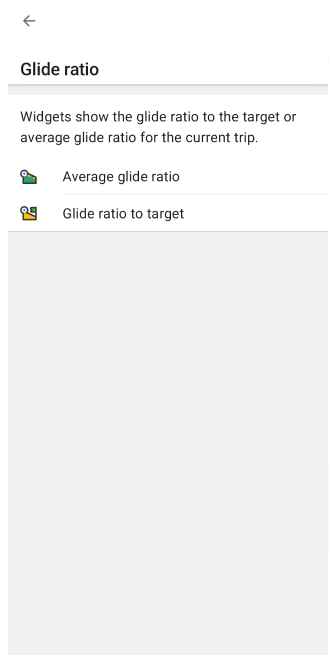 Glide ratio
Widgets show the glide ratio to the target or
average glide ratio for the current trip.
Average glide ratio
Glide ratio to target